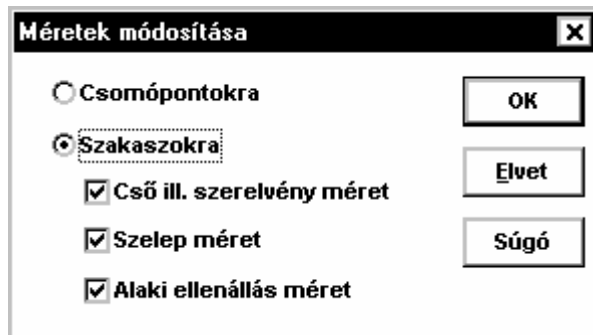 Méretek módosítása
Csomópontokra
OK
Szakaszokra
Elvet
Cső ill. szerelvény méret
Szelep méret
Súgó
Alaki ellenállás méret